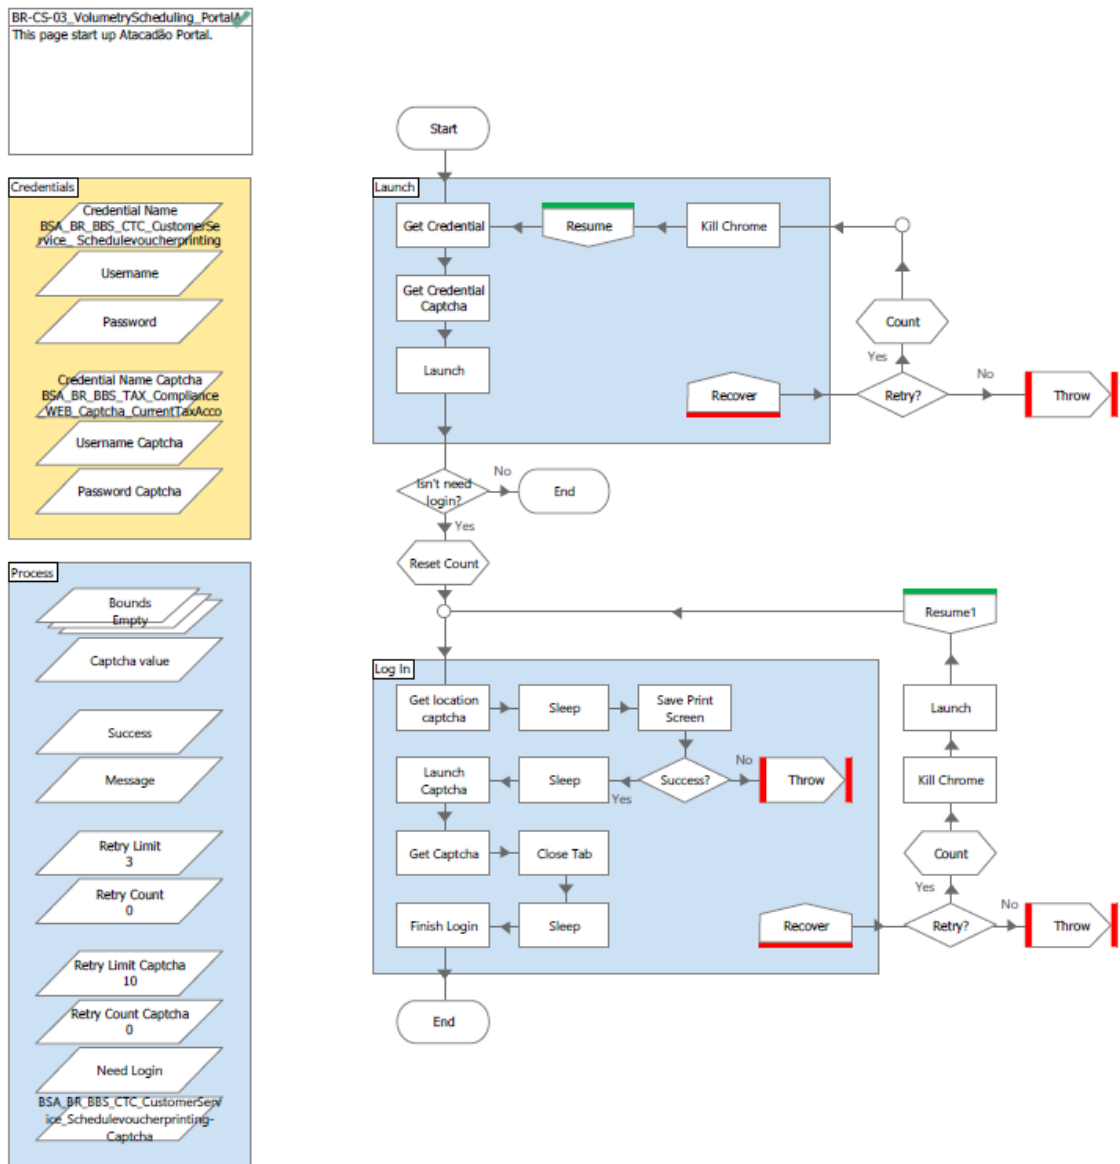 BR-CS-03_VolumetryScheduling_PortalA
This page start up Atacadão Portal.
Credentials
Credential Name
BSA_BR_BBS_CTC_CustomerSe
rvice_ Schedulevoucherprinting
Username
Password
Credential Name Captcha
BSA_BR_BBS_TAX_Compliance
_WEB_Captcha_CurrentTaxAcco
Username Captcha
Password Captcha
Process
Bounds
Empty
Captcha value
Success
Message
Retry Limit
3
Retry Count
0
Retry Limit Captcha
10
Retry Count Captcha
0
Need Login
BSA_BR_BBS_CTC_CustomerServ
ice_Schedulevoucherprinting-
Captcha
Start
Launch
Get Credential
Resume
Kill Chrome
Get Credential
Captcha
Count
Launch
Yes
Recover
Retry?
No
Throw
Isn't need
login?
No
End
Yes
Reset Count
Resume1
Log In
Get location
captcha
Sleep
Save Print
Screen
Launch
Launch
Captcha
Sleep
Yes
Success?
No
Throw
Kill Chrome
Get Captcha
Close Tab
Count
Yes
Finish Login
Sleep
Recover
Retry?
No
Throw
End